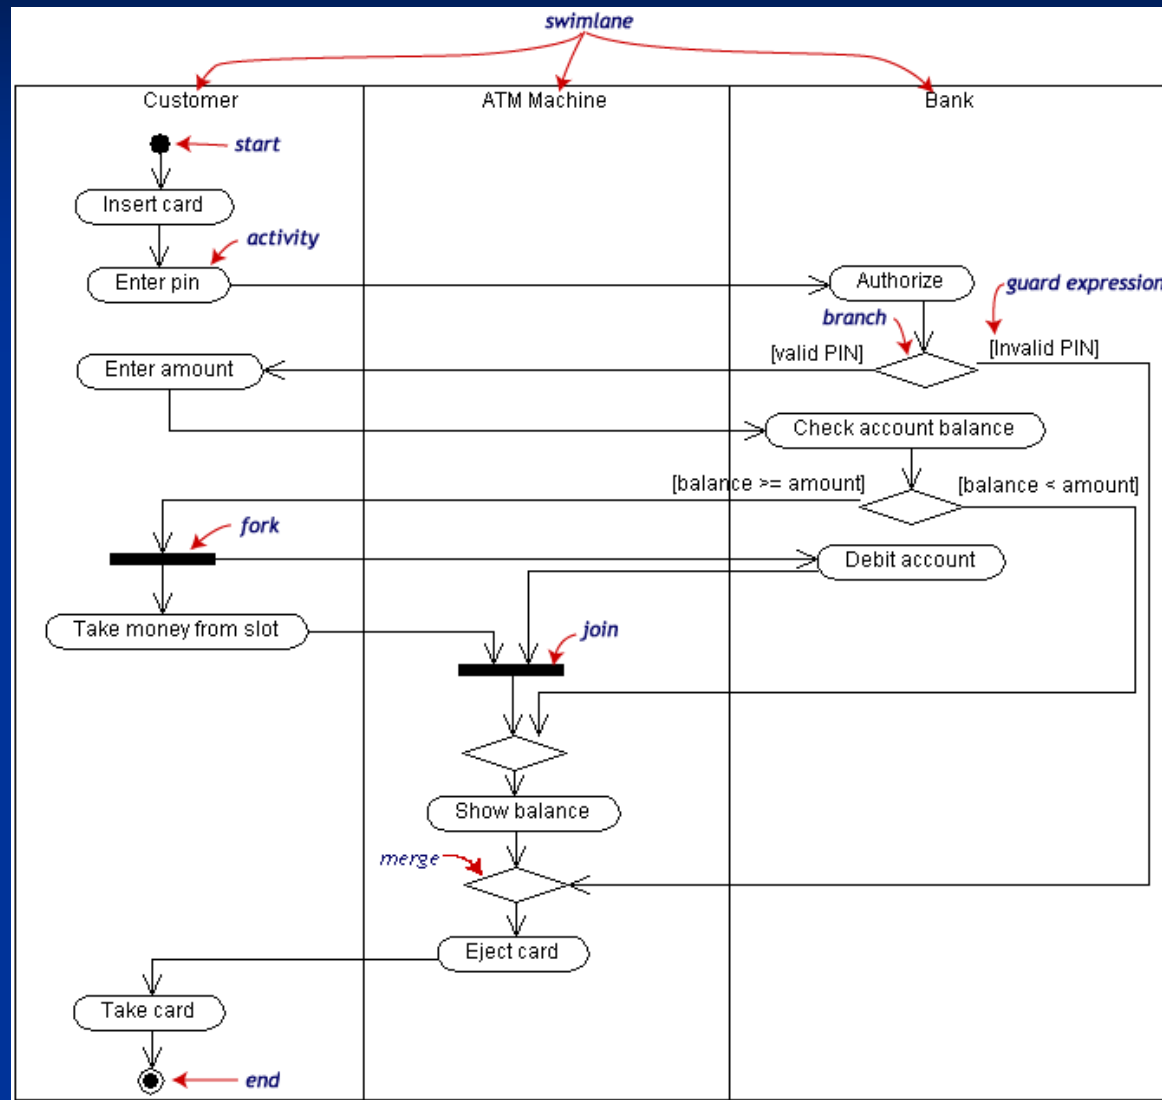 swimlane
Customer
ATM Machine
Bank
start
Insert card
activity
Enter pin
Authorize
guard expression
branch
[valid PIN]
[Invalid PIN]
Enter amount
Check account balance
[balance >= amount]
[balance < amount]
fork
Debit account
Take money from slot
join
Show balance
merge
Eject card
Take card
end